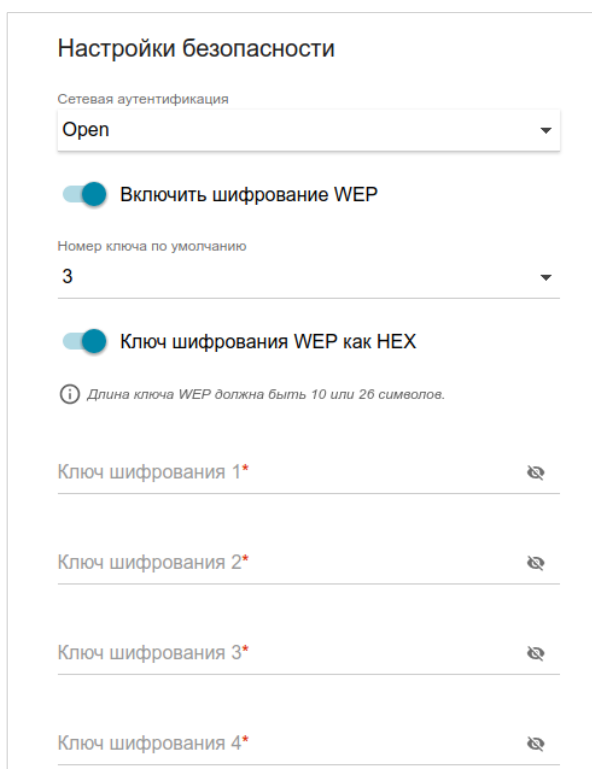 Настройки безопасности
Сетевая аутентификация
Open
Включить шифрование WEP
Номер ключа по умолчанию
3
Ключ шифрования WEP как HEX
Длина ключа WEP должна быть 10 или 26 символов.
Ключ шифрования 1*
Ключ шифрования 2*
Ключ шифрования 3*
Ключ шифрования 4*